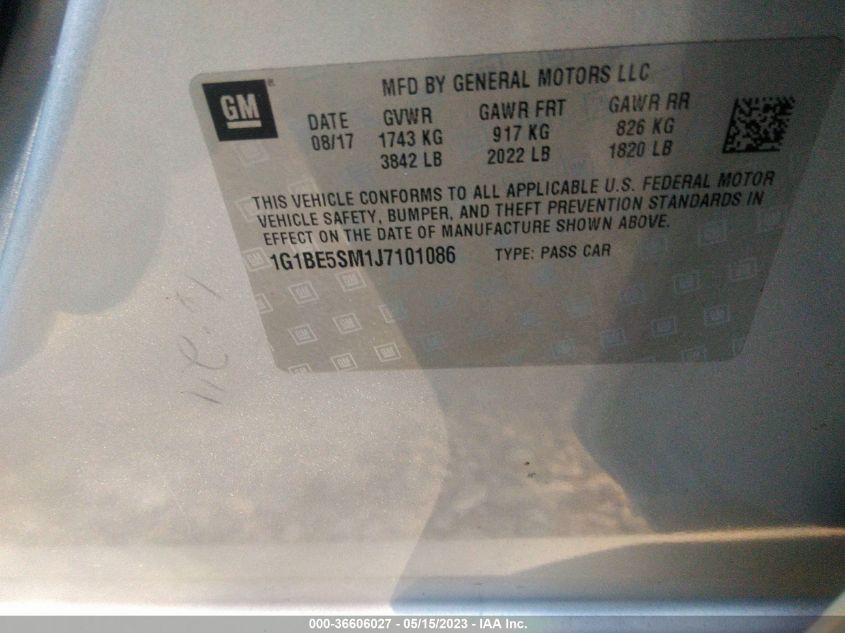 MFD BY GENERAL MOTORS LLC
GM
DATE GVWR GAWR FRT GAWR RR
08/17 1743 KG 917 KG 826 KG
3842 LB 2022 LB 1820 LB
THIS VEHICLE CONFORMS TO ALL APPLICABLE U.S. FEDERAL MOTOR
VEHICLE SAFETY, BUMPER, AND THEFT PREVENTION STANDARDS IN
EFFECT ON THE DATE OF MANUFACTURE SHOWN ABOVE.
1G1BE5SM1J7101086 TYPE: PASS CAR
000-36606027 - 05/15/2023 - IAA Inc.